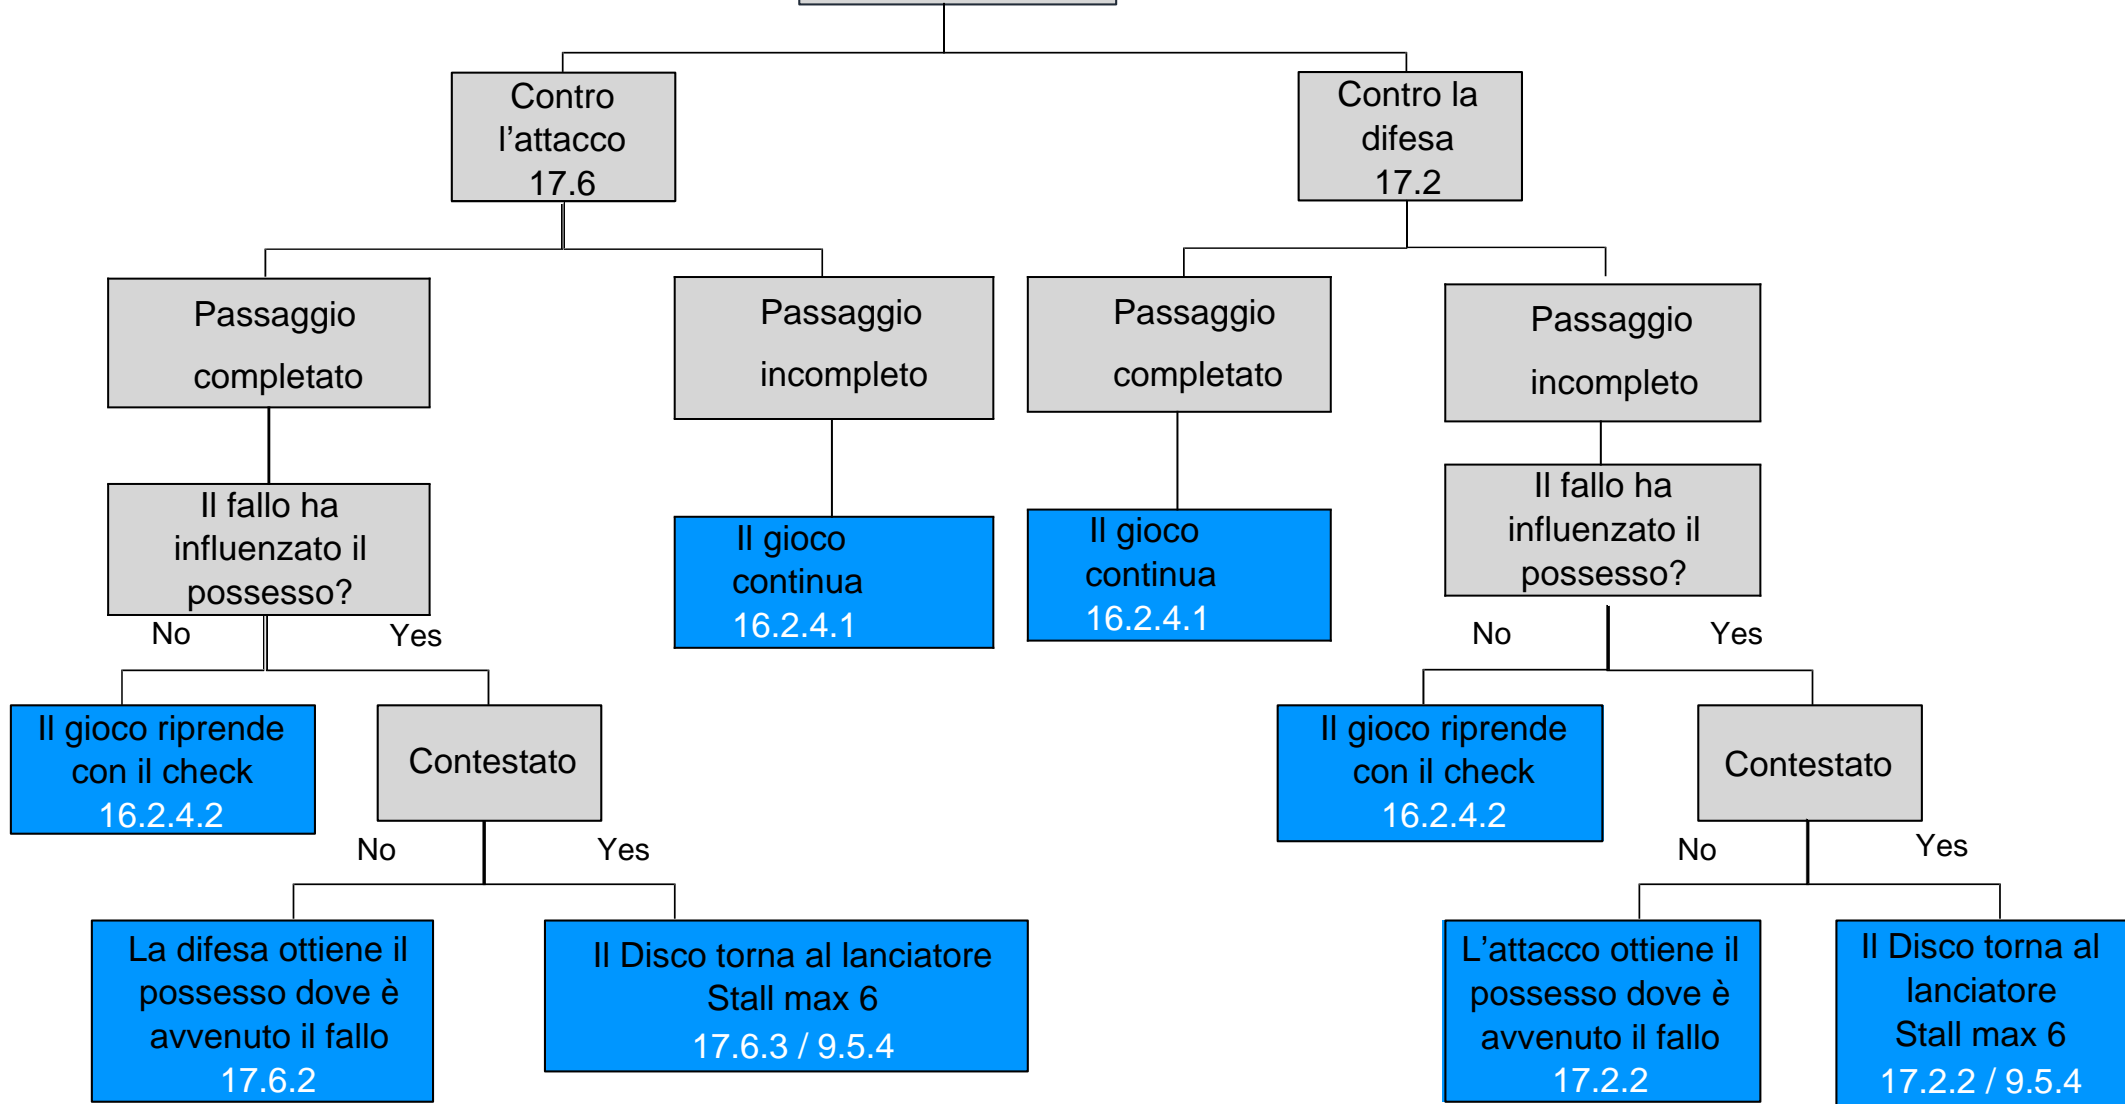 Contro
l'attacco
17.6
Contro la
difesa
17.2
Passaggio
completato
Passaggio
incompleto
Passaggio
completato
Passaggio
incompleto
Il fallo ha
influenzato il
possesso?
Il gioco
continua
16.2.4.1
Il gioco
continua
16.2.4.1
Il fallo ha
influenzato il
possesso?
No
Yes
No
Yes
Il gioco riprende
con il check
16.2.4.2
Contestato
Il gioco riprende
con il check
16.2.4.2
Contestato
No
Yes
No
Yes
La difesa ottiene il
possesso dove è
avvenuto il fallo
17.6.2
Il Disco torna al lanciatore
Stall max 6
17.6.3 / 9.5.4
L'attacco ottiene il
possesso dove è
avvenuto il fallo
17.2.2
Il Disco torna al
lanciatore
Stall max 6
17.2.2 / 9.5.4